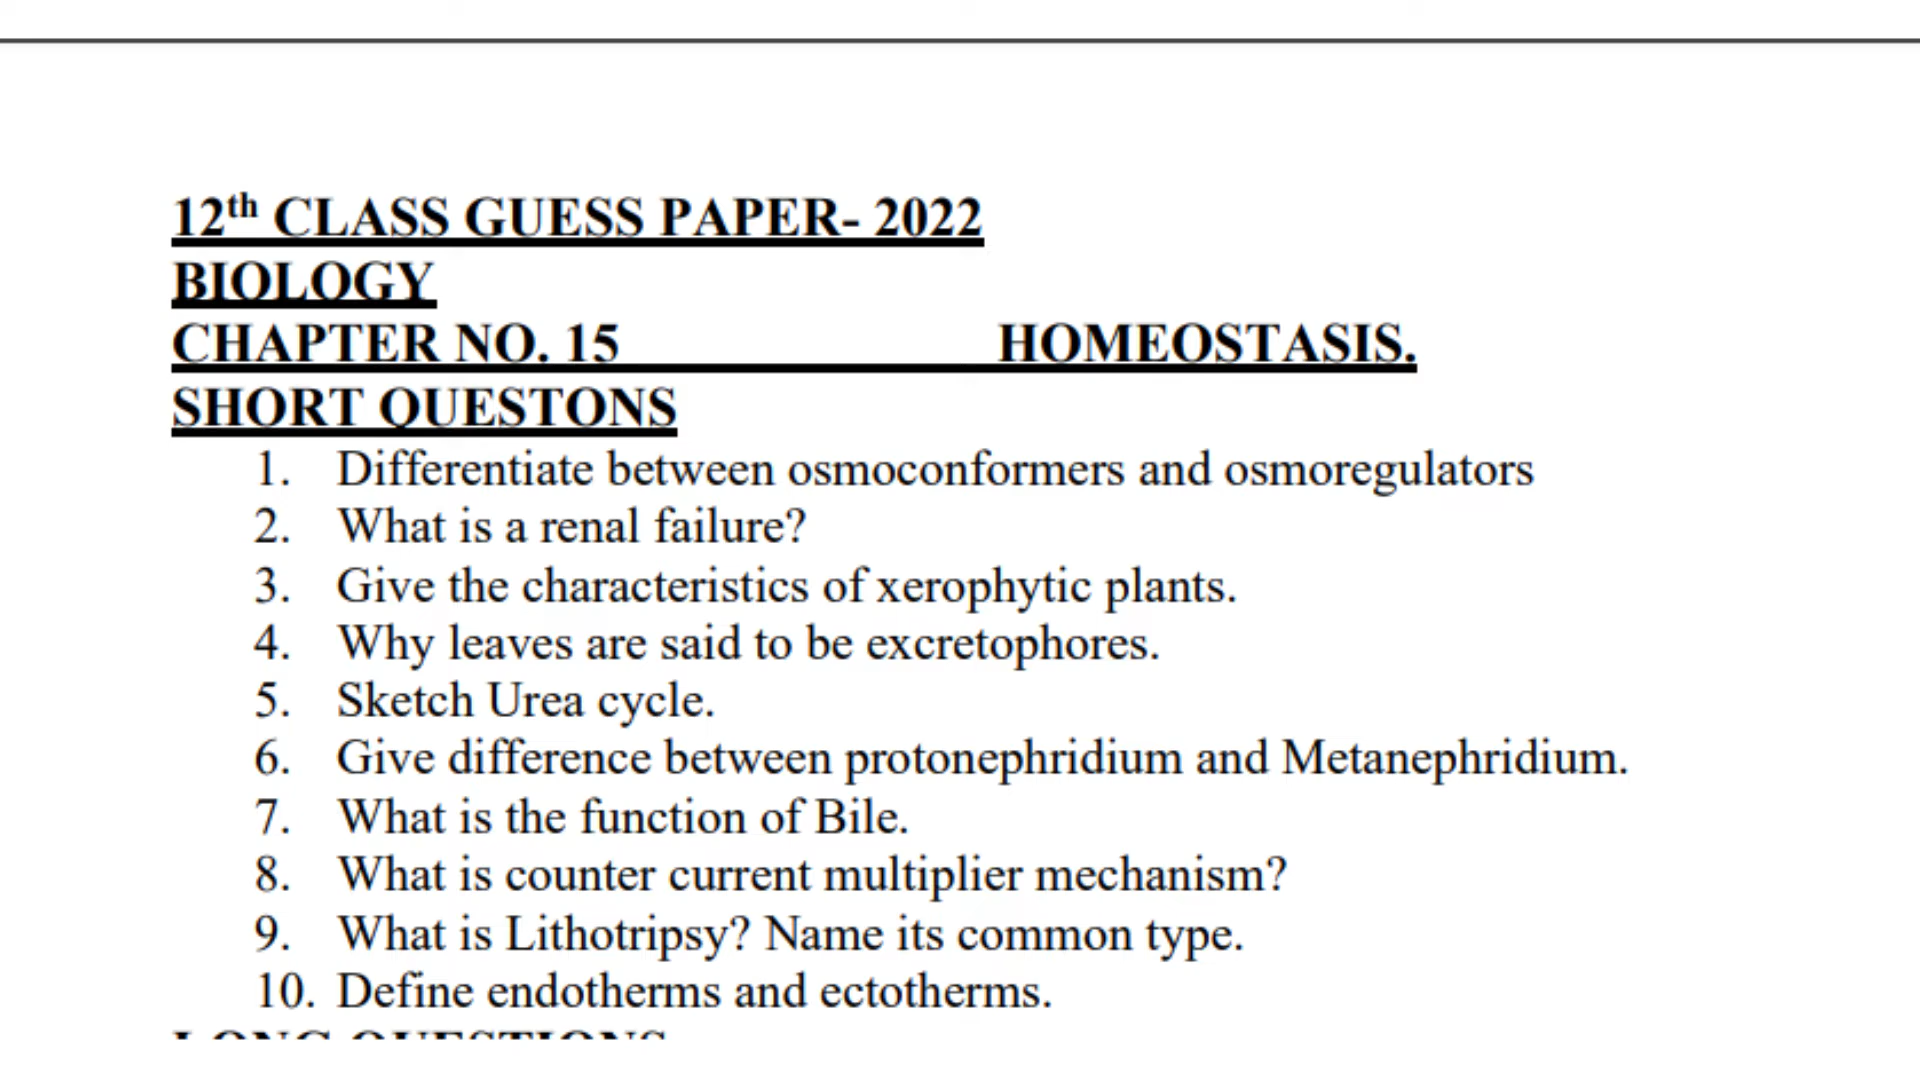 12th CLASS GUESS PAPER- 2022
BIOLOGY
CHAPTER NO. 15 HOMEOSTASIS.
SHORT QUESTONS
1. Differentiate between osmoconformers and osmoregulators
2. What is a renal failure?
3. Give the characteristics of xerophytic plants.
4. Why leaves are said to be excretophores.
5. Sketch Urea cycle.
6. Give difference between protonephridium and Metanephridium.
7. What is the function of Bile.
8. What is counter current multiplier mechanism?
9. What is Lithotripsy? Name its common type.
10. Define endotherms and ectotherms.
LONG QUESTIONS